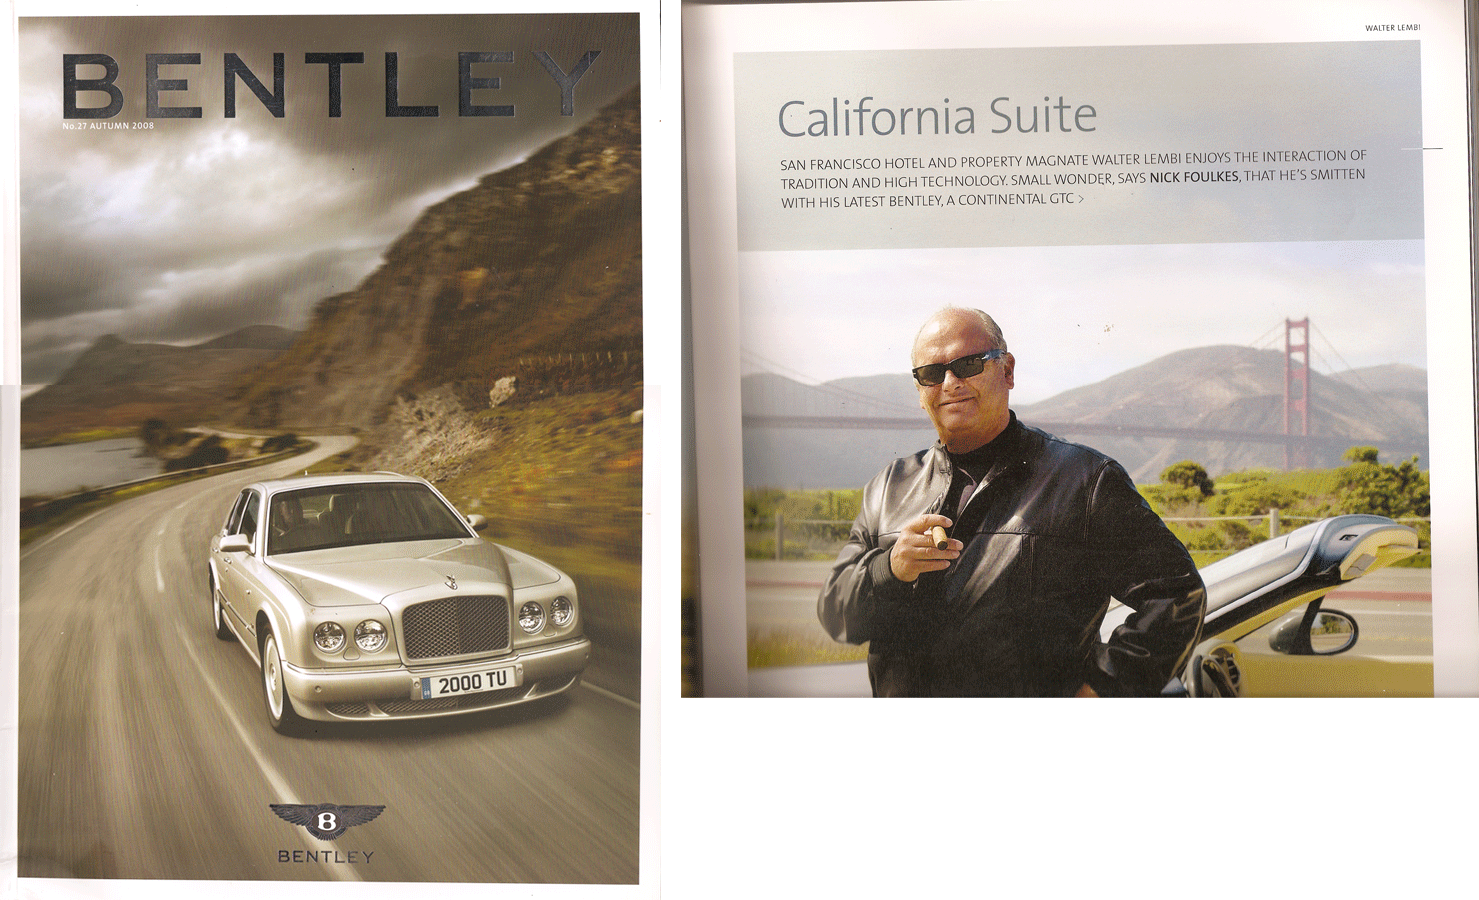 BENTLEY
No.27 AUTUMN 2008
2000 TU
B
BENTLEY
WALTER LEMBI
California Suite
SAN FRANCISCO HOTEL AND PROPERTY MAGNATE WALTER LEMBI ENJOYS THE INTERACTION OF
TRADITION AND HIGH TECHNOLOGY. SMALL WONDER, SAYS NICK FOULKES, THAT HE'S SMITTEN
WITH HIS LATEST BENTLEY, A CONTINENTAL GTC >